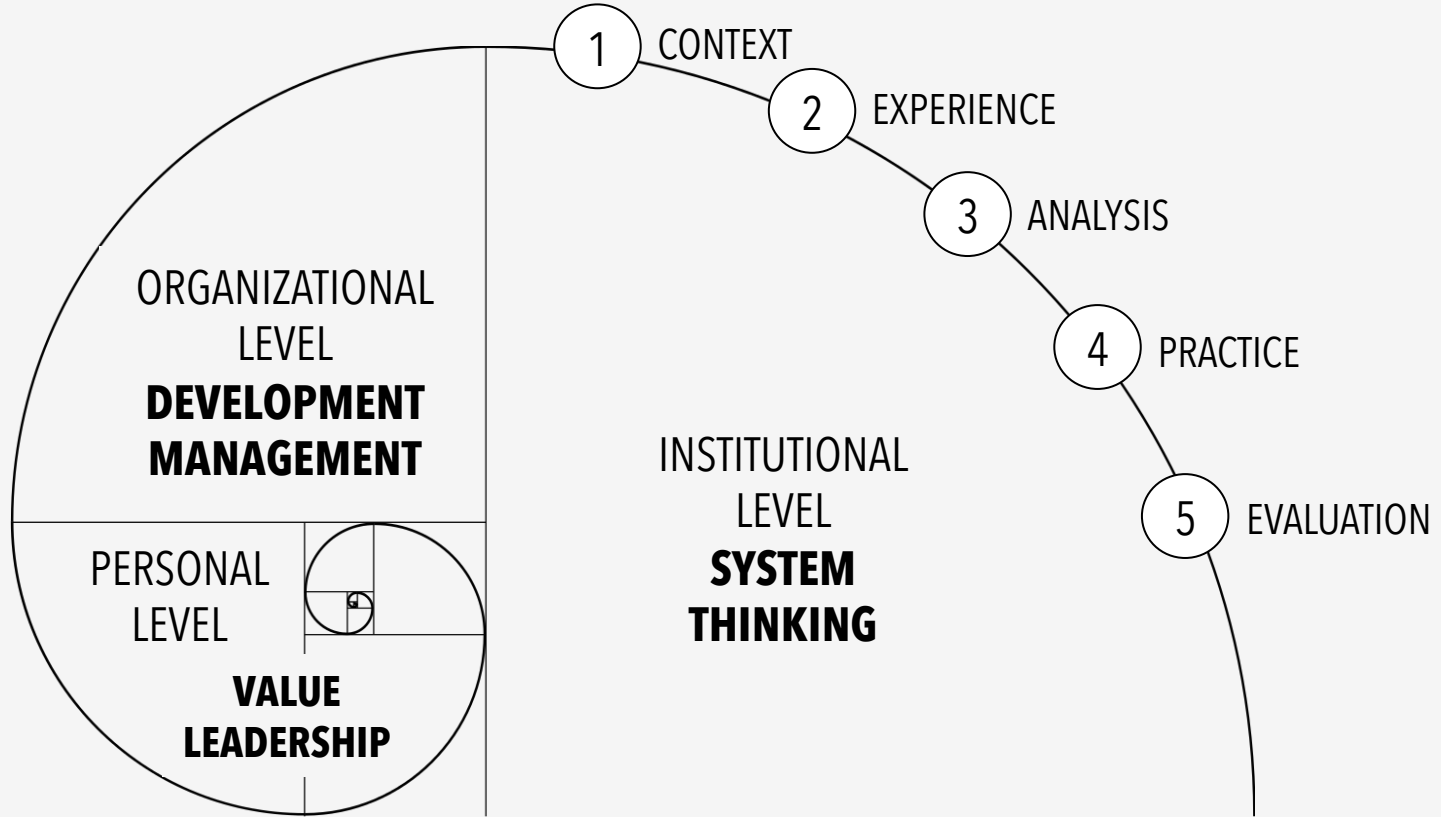 1 CONTEXT
2 EXPERIENCE
3 ANALYSIS
4 PRACTICE
5 EVALUATION
ORGANIZATIONAL
LEVEL
DEVELOPMENT
MANAGEMENT
PERSONAL
LEVEL
VALUE
LEADERSHIP
INSTITUTIONAL
LEVEL
SYSTEM
THINKING